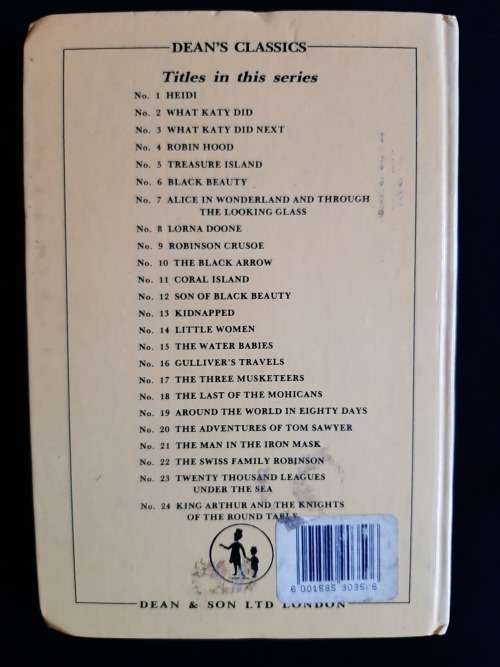 DEAN'S CLASSICS
Titles in this series
No. 1 HEIDI
No. 2 WHAT KATY DID
No. 3 WHAT KATY DID NEXT
No. 4 ROBIN HOOD
No. 5 TREASURE ISLAND
No. 6 BLACK BEAUTY
No. 7 ALICE IN WONDERLAND AND THROUGH
THE LOOKING GLASS
No. 8 LORNA DOONE
No. 9 ROBINSON CRUSOE
No. 10 THE BLACK ARROW
No. 11 CORAL ISLAND
No. 12 SON OF BLACK BEAUTY
No. 13 KIDNAPPED
No. 14 LITTLE WOMEN
No. 15 THE WATER BABIES
No. 16 GULLIVER'S TRAVELS
No. 17 THE THREE MUSKETEERS
No. 18 THE LAST OF THE MOHICANS
No. 19 AROUND THE WORLD IN EIGHTY DAYS
No. 20 THE ADVENTURES OF TOM SAWYER
No. 21 THE MAN IN THE IRON MASK
No. 22 THE SWISS FAMILY ROBINSON
No. 23 TWENTY THOUSAND LEAGUES
UNDER THE SEA
No. 24 KING ARTHUR AND THE KNIGHTS
OF THE ROUND TABLE
DEAN & SON LTD LONDON